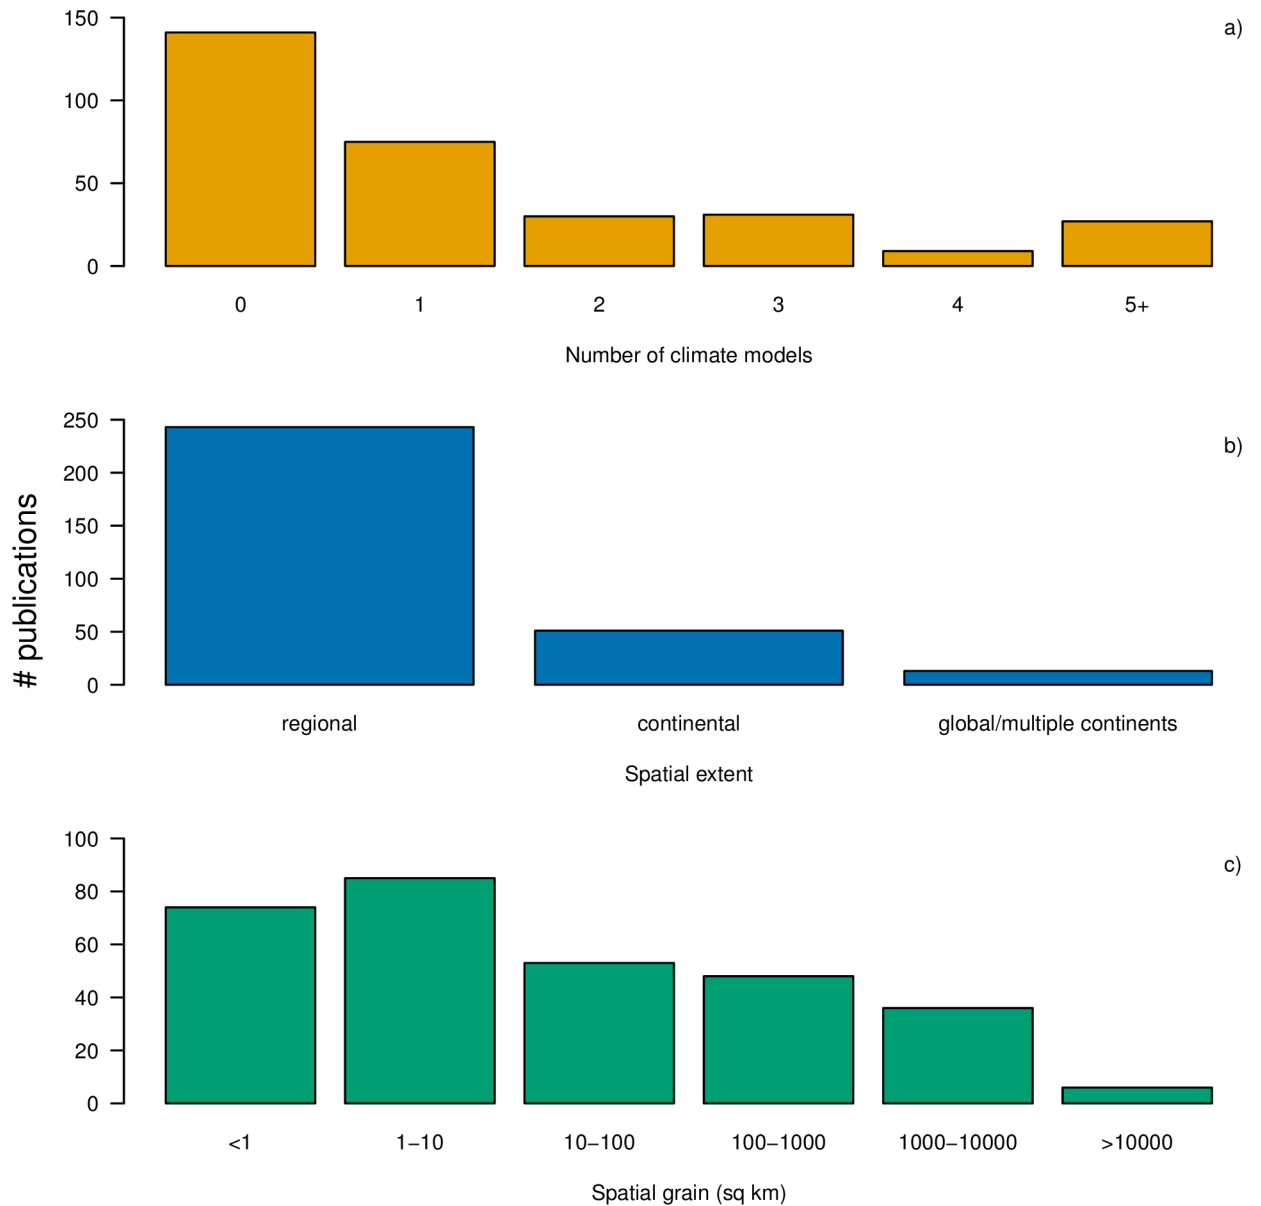 150
100
50
0
a)
0 1 2 3 4 5+
Number of climate models
# publications
250
200
150
100
50
0
b)
regional continental global/multiple continents
Spatial extent
100
80
60
40
20
0
c)
<1 1–10 10–100 100–1000 1000–10000 >10000
Spatial grain (sq km)